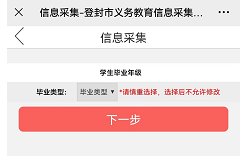 信息采集-登封市义务教育信息采集...
信息采集
学生毕业年级
毕业类型: 毕业类型 *请慎重选择，选择后不允许修改
下一步